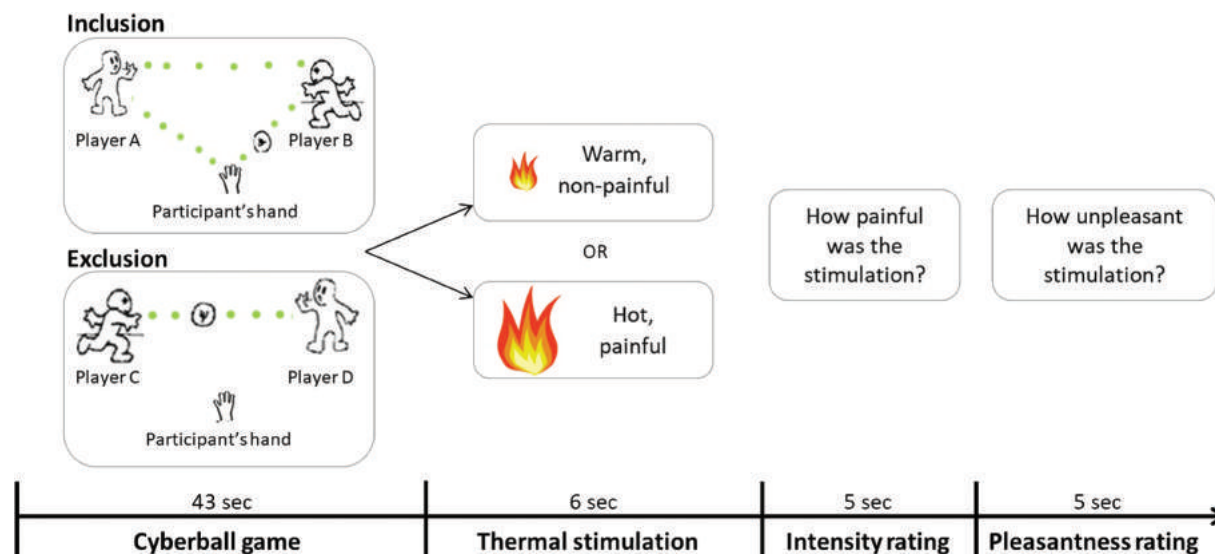 Inclusion
Player A
Player B
Participant's hand
Exclusion
Player C
Player D
Participant's hand
Warm,
non-painful
OR
Hot,
painful
How painful
was the
stimulation?
How unpleasant
was the
stimulation?
43 sec
6 sec
5 sec
5 sec
Cyberball game
Thermal stimulation
Intensity rating
Pleasantness rating